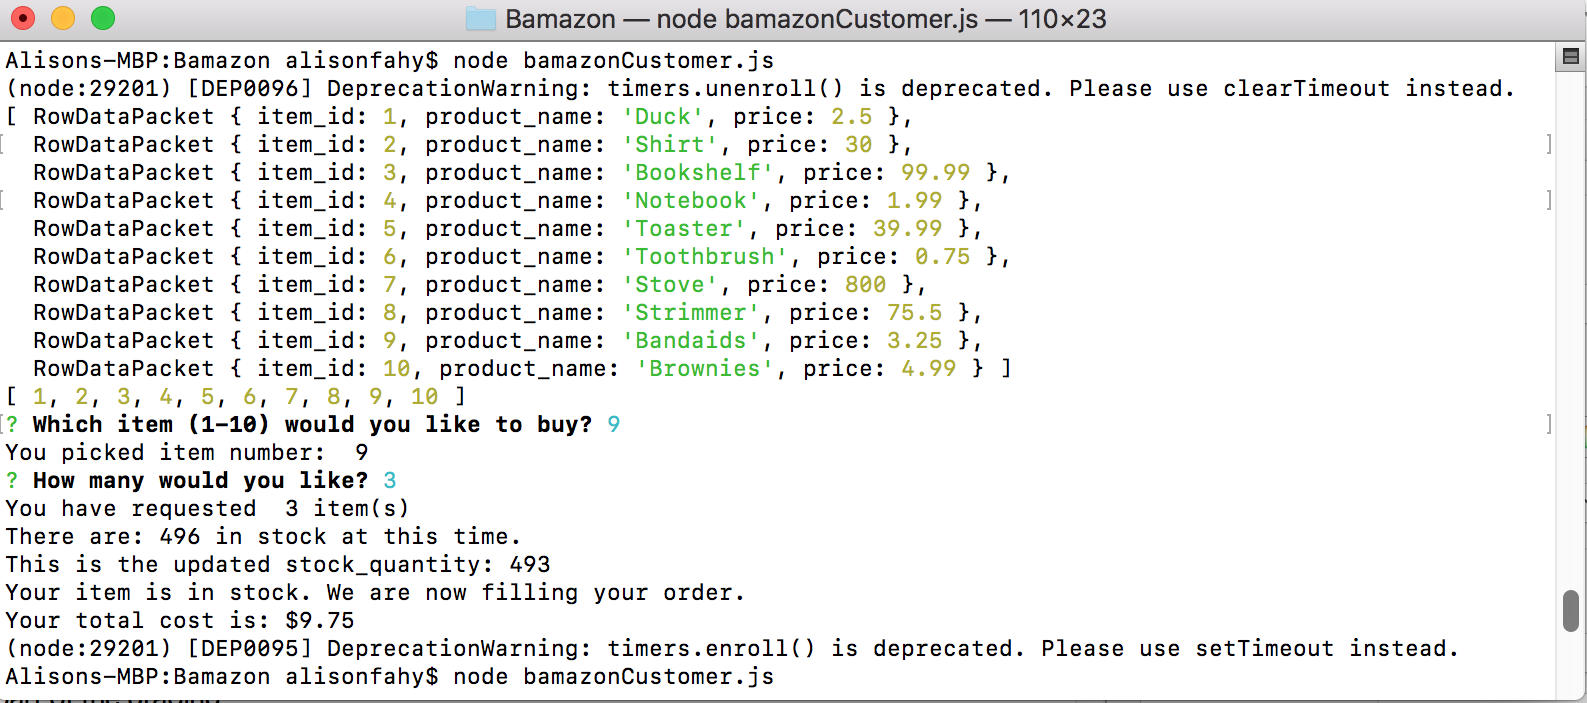 Bamazon — node bamazonCustomer.js — 110×23
Alisons-MBP:Bamazon alisonfahy$ node bamazonCustomer.js
(node:29201) [DEP0096] DeprecationWarning: timers.unenroll() is deprecated. Please use clearTimeout instead.
[ RowDataPacket { item_id: 1, product_name: 'Duck', price: 2.5 },
  RowDataPacket { item_id: 2, product_name: 'Shirt', price: 30 },
  RowDataPacket { item_id: 3, product_name: 'Bookshelf', price: 99.99 },
  RowDataPacket { item_id: 4, product_name: 'Notebook', price: 1.99 },
  RowDataPacket { item_id: 5, product_name: 'Toaster', price: 39.99 },
  RowDataPacket { item_id: 6, product_name: 'Toothbrush', price: 0.75 },
  RowDataPacket { item_id: 7, product_name: 'Stove', price: 800 },
  RowDataPacket { item_id: 8, product_name: 'Strimmer', price: 75.5 },
  RowDataPacket { item_id: 9, product_name: 'Bandaids', price: 3.25 },
  RowDataPacket { item_id: 10, product_name: 'Brownies', price: 4.99 } ]
[ 1, 2, 3, 4, 5, 6, 7, 8, 9, 10 ]
? Which item (1-10) would you like to buy? 9
You picked item number:  9
? How many would you like? 3
You have requested  3 item(s)
There are: 496 in stock at this time.
This is the updated stock_quantity: 493
Your item is in stock. We are now filling your order.
Your total cost is: $9.75
(node:29201) [DEP0095] DeprecationWarning: timers.enroll() is deprecated. Please use setTimeout instead.
Alisons-MBP:Bamazon alisonfahy$ node bamazonCustomer.js